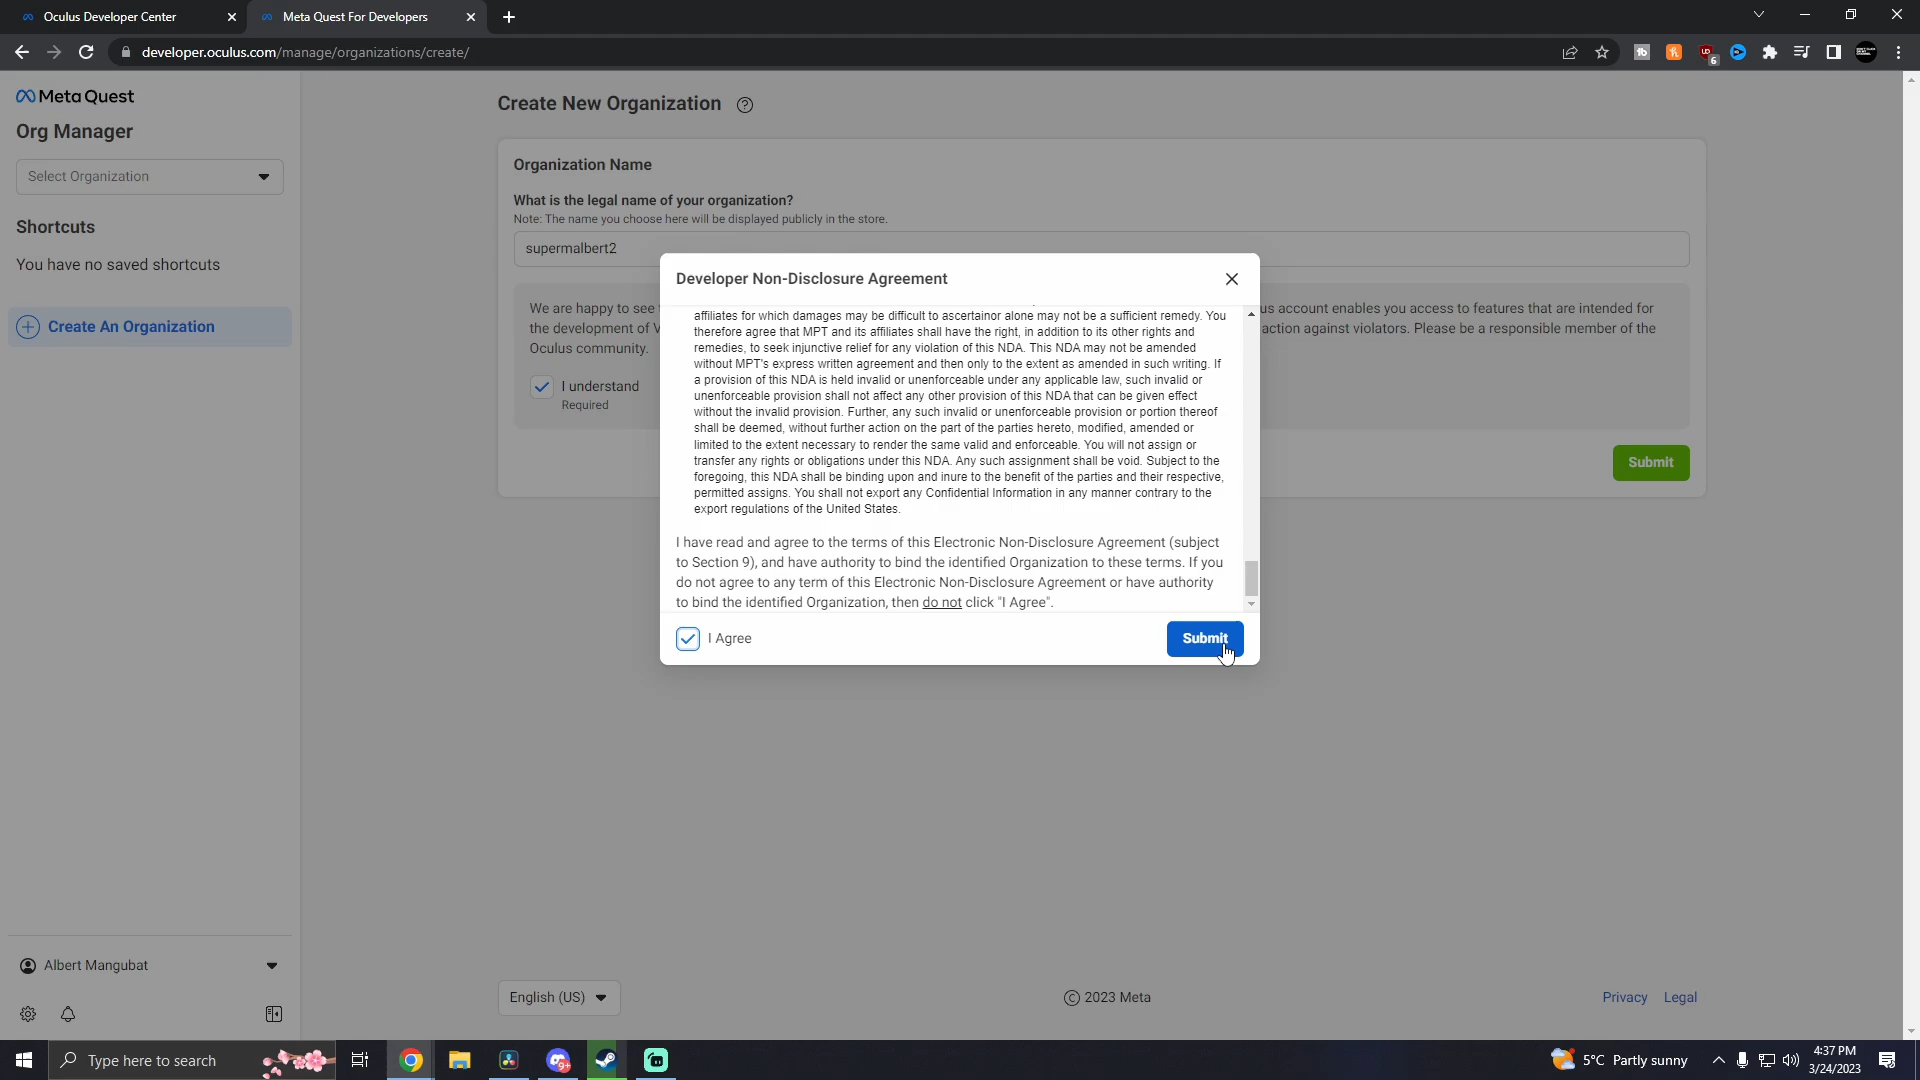 Oculus Developer Center
Meta Quest For Developers
developer.oculus.com/manage/organizations/create/
6
Meta Quest
Org Manager
Select Organization
Shortcuts
You have no saved shortcuts
Create An Organization
Create New Organization
Organization Name
What is the legal name of your organization?
Note: The name you choose here will be displayed publicly in the store.
supermalbert2
We are happy to see
us account enables you access to features that are intended for
the development of V
action against violators. Please be a responsible member of the
Oculus community.
I understand
Required
Submit
Developer Non-Disclosure Agreement
affiliates for which damages may be difficult to ascertainor alone may not be a sufficient remedy. You
therefore agree that MPT and its affiliates shall have the right, in addition to its other rights and
remedies, to seek injunctive relief for any violation of this NDA. This NDA may not be amended
without MPT's express written agreement and then only to the extent as amended in such writing. If
a provision of this NDA is held invalid or unenforceable under any applicable law, such invalid or
unenforceable provision shall not affect any other provision of this NDA that can be given effect
without the invalid provision. Further, any such invalid or unenforceable provision or portion thereof
shall be deemed, without further action on the part of the parties hereto, modified, amended or
limited to the extent necessary to render the same valid and enforceable. You will not assign or
transfer any rights or obligations under this NDA. Any such assignment shall be void. Subject to the
foregoing, this NDA shall be binding upon and inure to the benefit of the parties and their respective,
permitted assigns. You shall not export any Confidential Information in any manner contrary to the
export regulations of the United States.
I have read and agree to the terms of this Electronic Non-Disclosure Agreement (subject
to Section 9), and have authority to bind the identified Organization to these terms. If you
do not agree to any term of this Electronic Non-Disclosure Agreement or have authority
to bind the identified Organization, then do not click "I Agree".
I Agree
Submit
Albert Mangubat
English (US)
© 2023 Meta
Privacy
Legal
Type here to search
9+
5°C Partly sunny
4:37 PM
3/24/2023